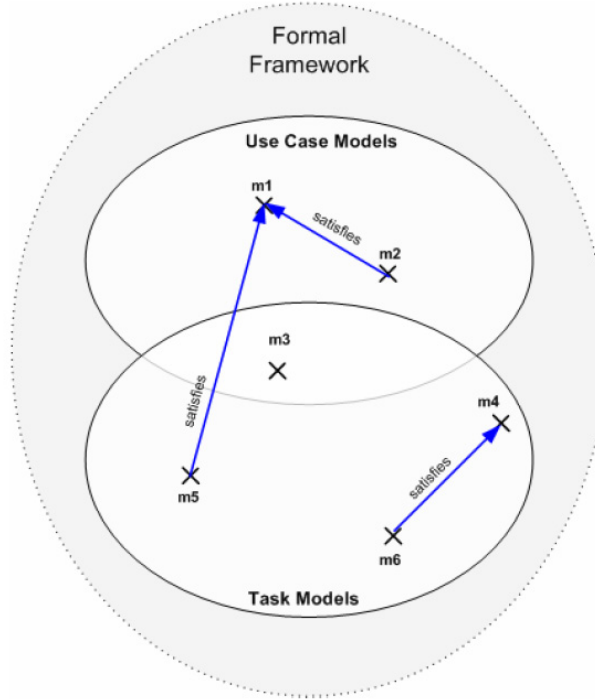 Formal
Framework
Use Case Models
m1
satisfies
m2
m3
m4
satisfies
satisfies
m5
m6
Task Models